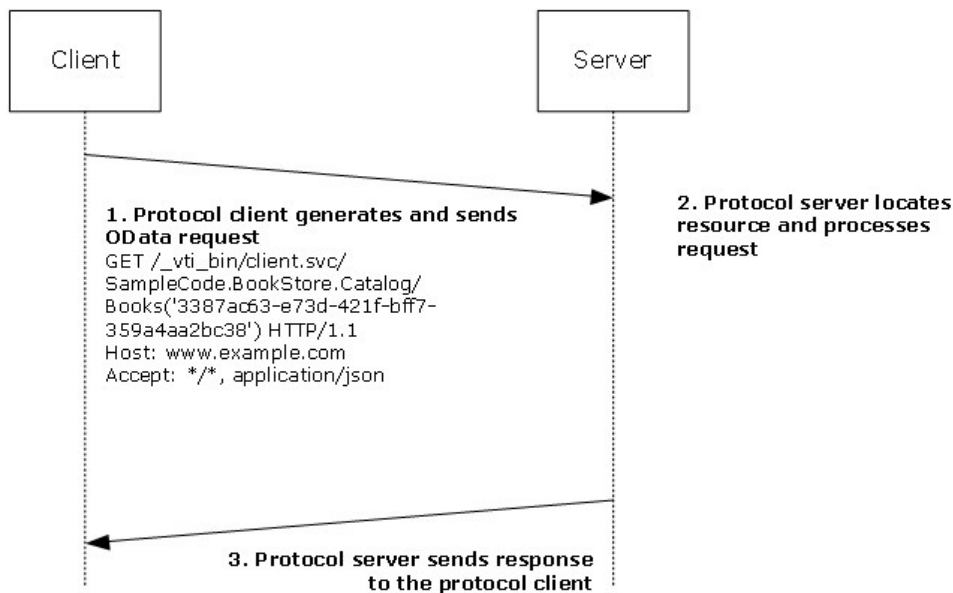 Client
Server
1. Protocol client generates and sends
OData request
GET /_vti_bin/client.svc/
SampleCode.BookStore.Catalog/
Books('3387ac63-e73d-421f-bff7-
359a4aa2bc38') HTTP/1.1
Host: www.example.com
Accept: */*, application/json
2. Protocol server locates
resource and processes
request
3. Protocol server sends response
to the protocol client